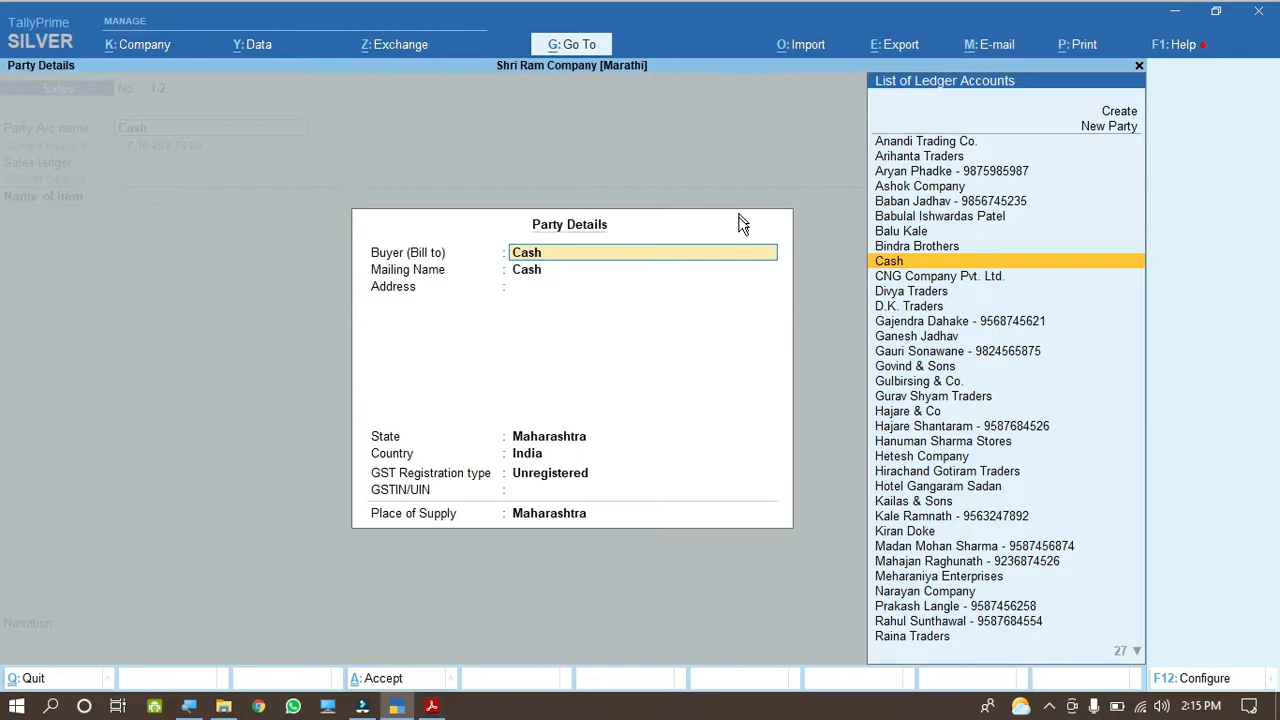 TallyPrime
SILVER
MANAGE
K: Company
Y: Data
Z: Exchange
G: Go To
O: Import
E: Export
M: E-mail
P: Print
F1: Help
Party Details
Shri Ram Company [Marathi]
Sales No. I-2
Party A/c name Cash
Current balance
Sales ledger
Current balance
Name of Item
Party Details
Buyer (Bill to) : Cash
Mailing Name : Cash
Address :
State : Maharashtra
Country : India
GST Registration type : Unregistered
GSTIN/UIN :
Place of Supply : Maharashtra
List of Ledger Accounts
Create
New Party
Anandi Trading Co.
Arihanta Traders
Aryan Phadke - 9875985987
Ashok Company
Baban Jadhav - 9856745235
Babulal Ishwardas Patel
Balu Kale
Bindra Brothers
Cash
CNG Company Pvt. Ltd.
Divya Traders
D.K. Traders
Gajendra Dahake - 9568745621
Ganesh Jadhav
Gauri Sonawane - 9824565875
Govind & Sons
Gulbirsing & Co.
Gurav Shyam Traders
Hajare & Co
Hajare Shantaram - 9587684526
Hanuman Sharma Stores
Hetesh Company
Hirachand Gotiram Traders
Hotel Gangaram Sadan
Kailas & Sons
Kale Ramnath - 9563247892
Kiran Doke
Madan Mohan Sharma - 9587456874
Mahajan Raghunath - 9236874526
Meharaniya Enterprises
Narayan Company
Prakash Langle - 9587456258
Rahul Sunthawal - 9587684554
Raina Traders
27 ▼
Narration
Q: Quit
A: Accept
F12: Configure
2:15 PM